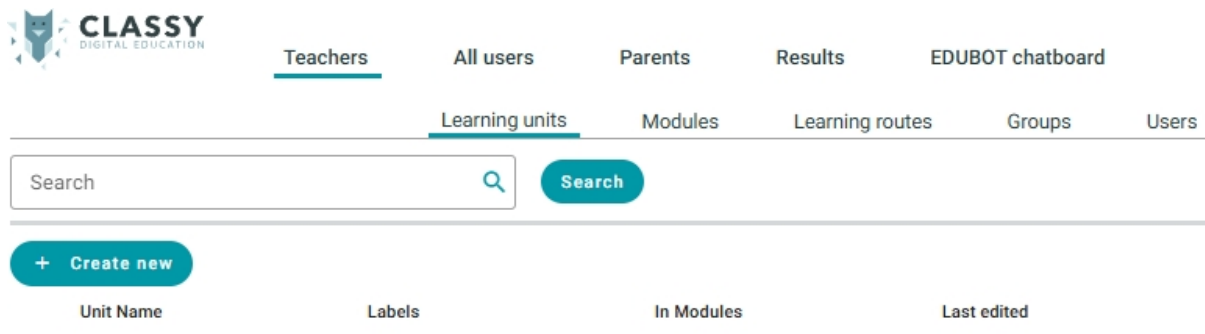 CLASSY
DIGITAL EDUCATION
Teachers All users Parents Results EDUBOT chatboard
Learning units Modules Learning routes Groups Users
Search Search
+ Create new
Unit Name Labels In Modules Last edited